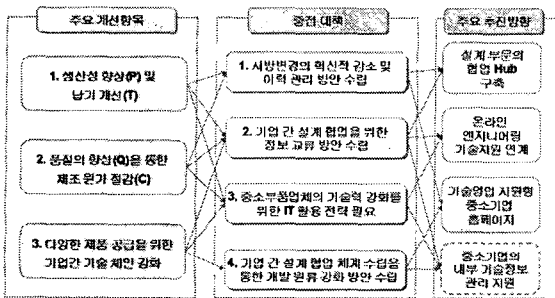 주요 개선항목
1. 생산성 향상(P) 및
납기 개선(T)
2. 품질의 향상(Q)을 통한
제조 원가 절감(C)
3. 다양한 제품 공급을 위한
기업간 기술 체인 강화
중점 대책
1. 시방변경의 혁신적 감소 및
이력 관리 방안 수립
2. 기업 간 설계 협업을 위한
정보 교류 방안 수립
3. 중소부품업체의 기술력 강화를
위한 IT 활용 전략 필요
4. 기업 간 설계 협업 체계 수립을
통한 개발 원류 강화 방안 수립
주요 추진방향
설계 부문의
협업 Hub
구축
온라인
엔지니어링
기술지원 연계
기술영업 지원형
중소기업
홈페이지
중소기업의
내부 기술정보
관리 지원